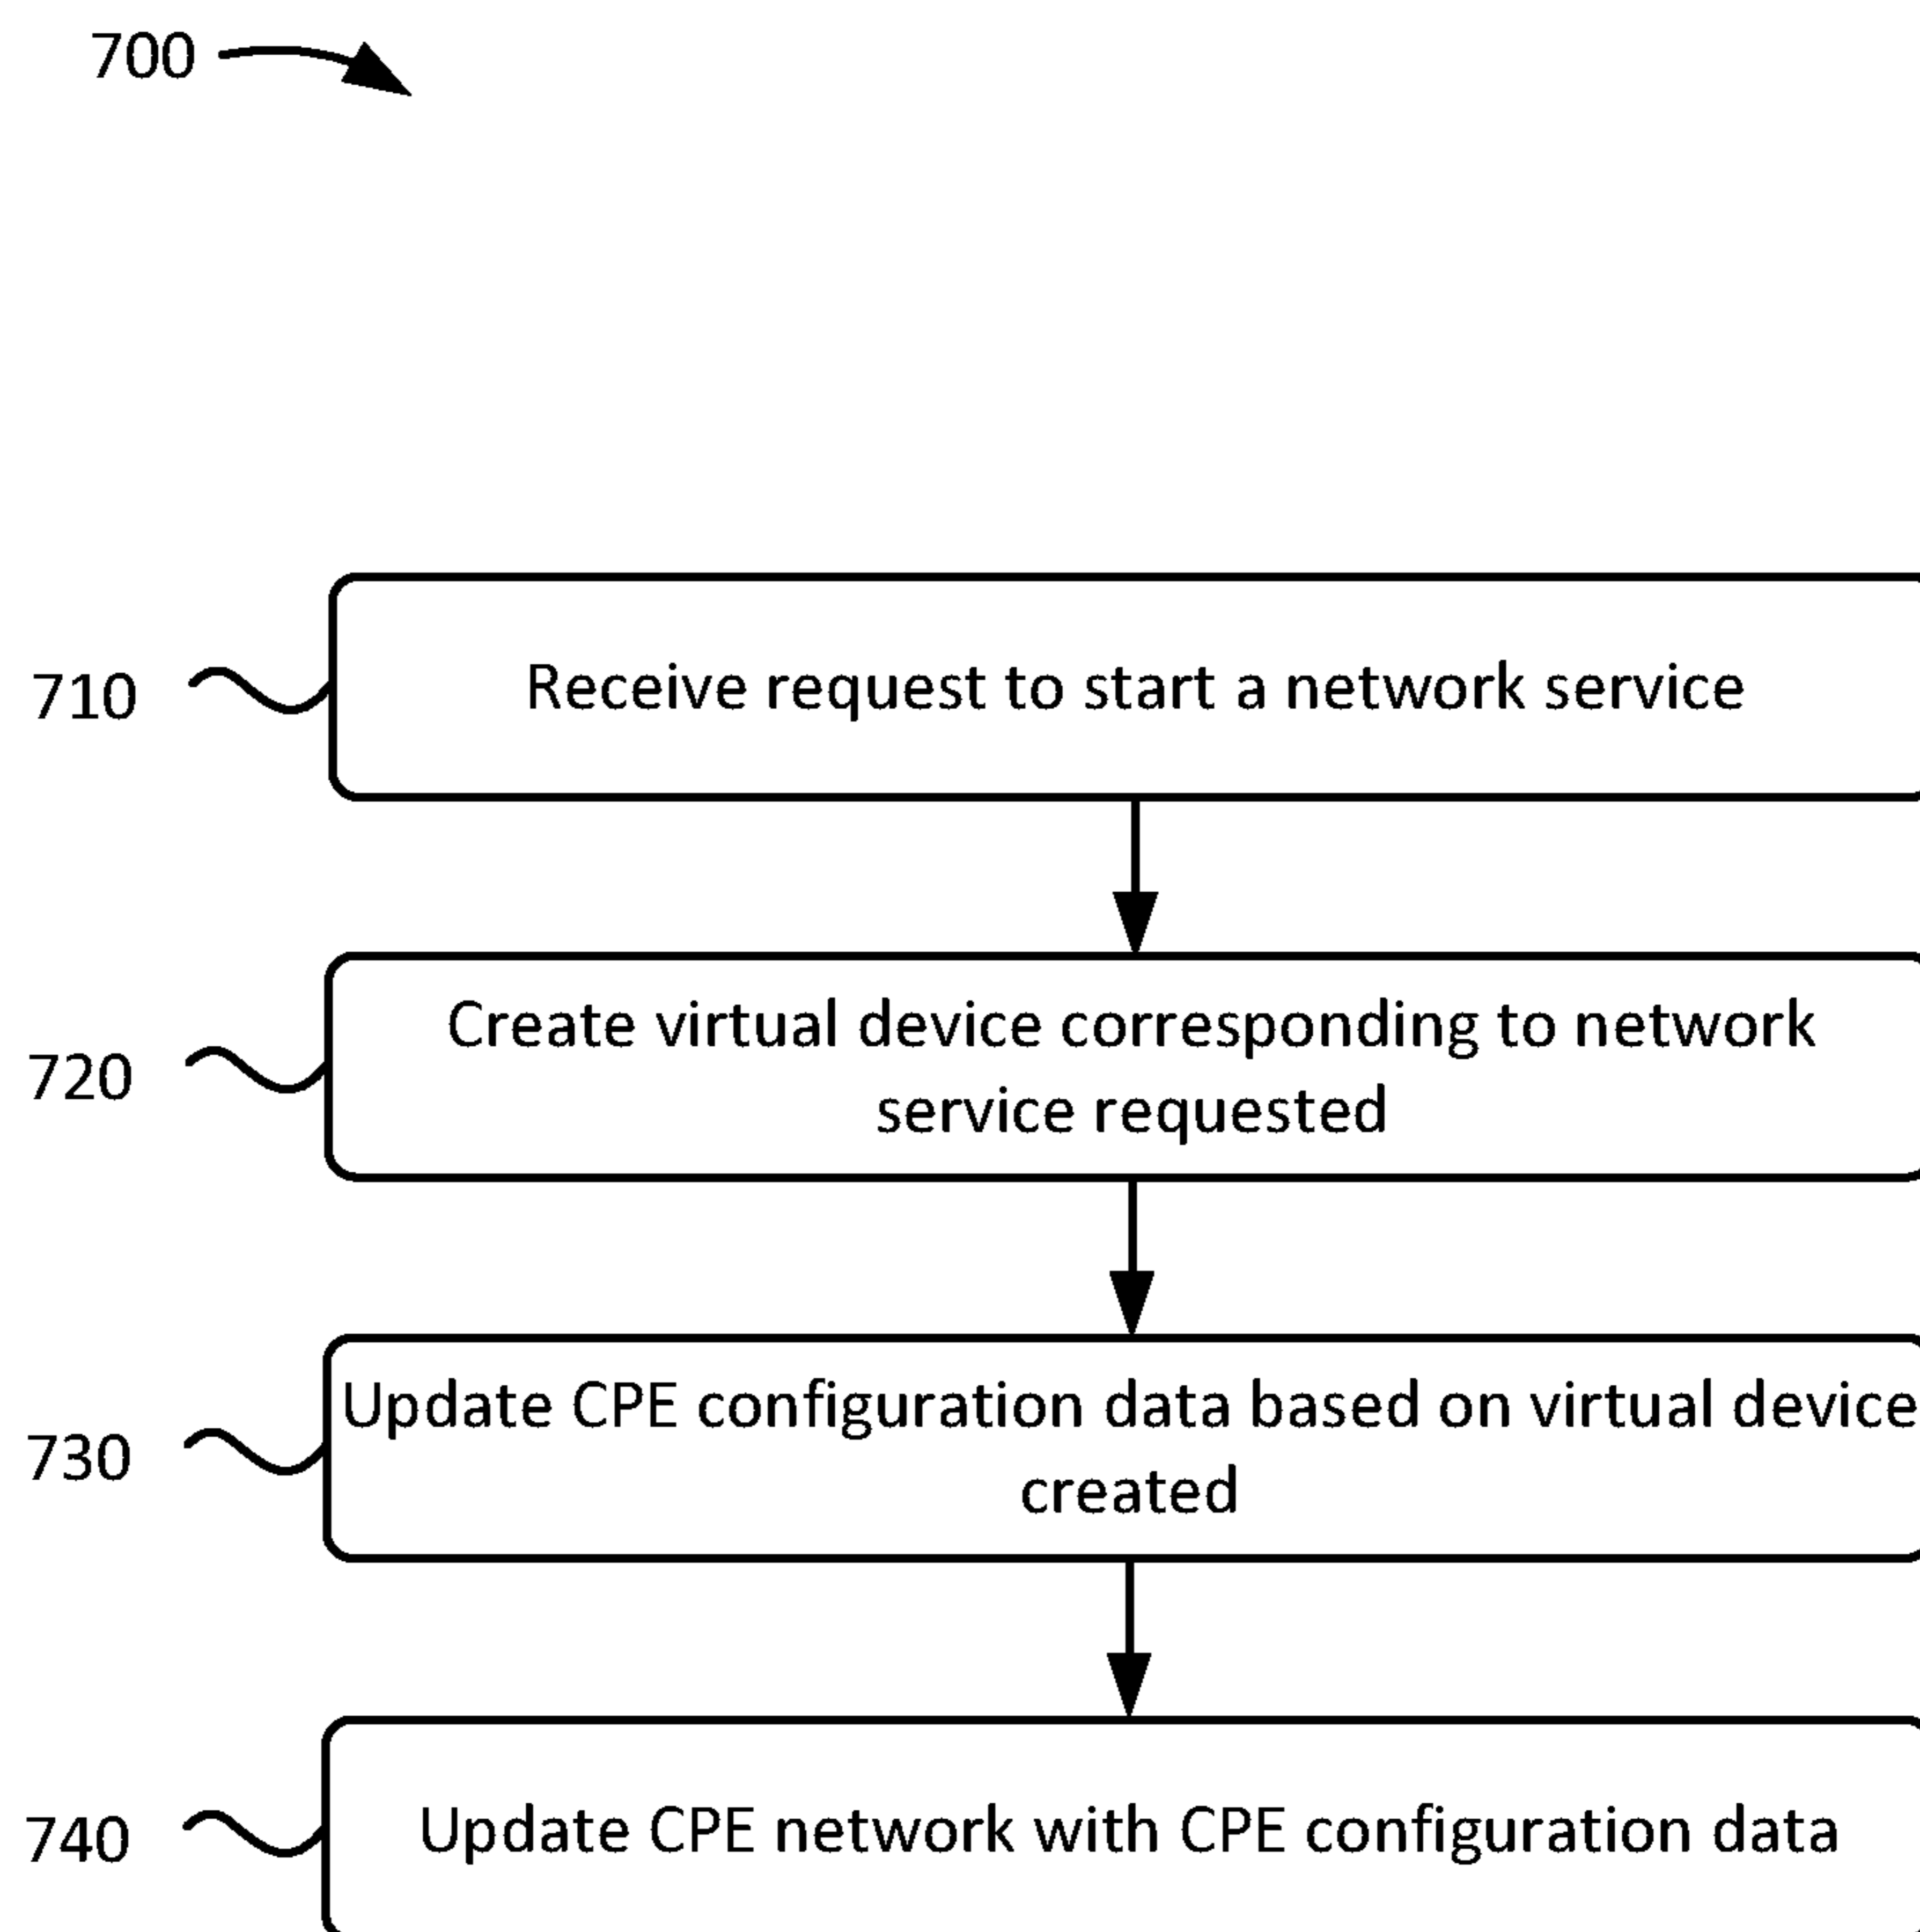 700
710
Receive request to start a network service
720
Create virtual device corresponding to network
service requested
730
Update CPE configuration data based on virtual device
created
740
Update CPE network with CPE configuration data